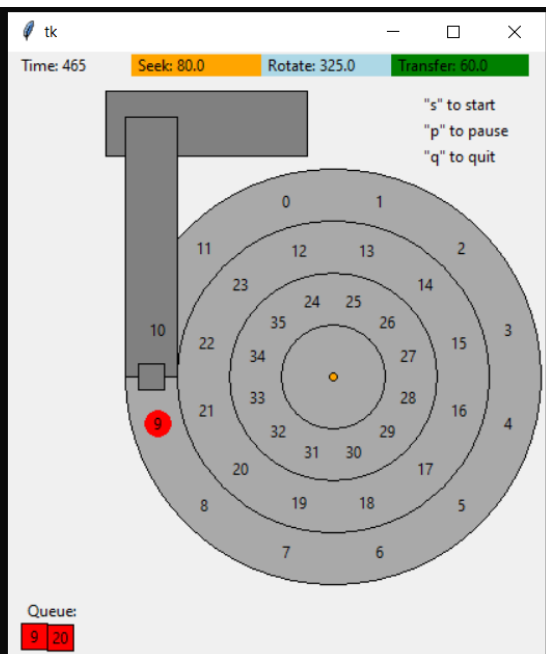 tk
Time: 465 Seek: 80.0 Rotate: 325.0 Transfer: 60.0
"s" to start
"p" to pause
"q" to quit
0 1
11 12 13 2
23 14
24 25
10 35 26 3
22 34 27 15
21 33 28 16
9 32 29 4
31 30
20 17
8 19 18 5
7 6
Queue:
9 20